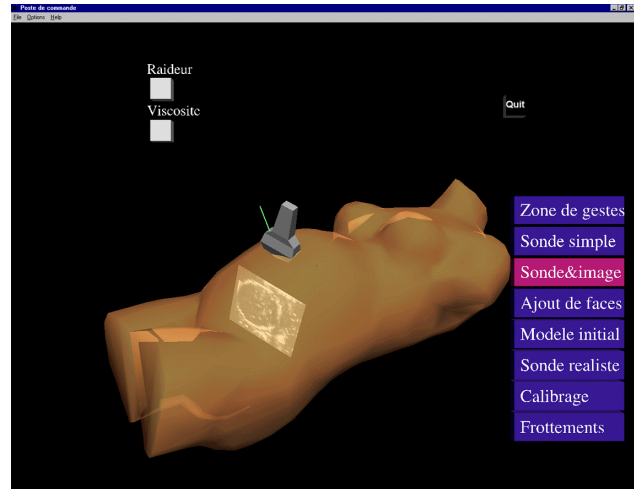 Poste de commande
File Options Help
Raideur
Viscosite
Quit
Zone de gestes
Sonde simple
Sonde&image
Ajout de faces
Modele initial
Sonde realiste
Calibrage
Frottements